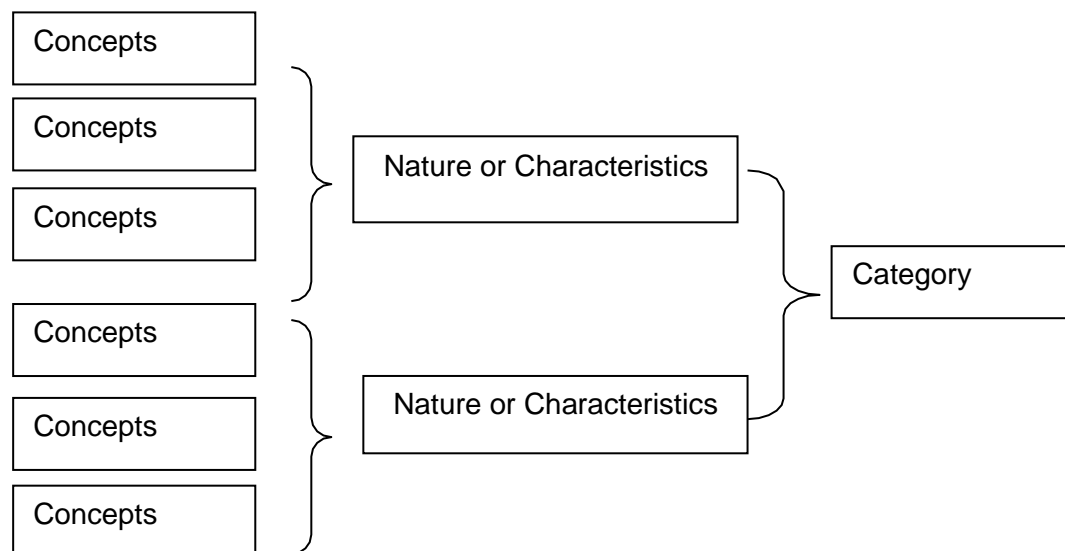 Concepts
Concepts
Concepts
Nature or Characteristics
Category
Concepts
Concepts
Concepts
Nature or Characteristics